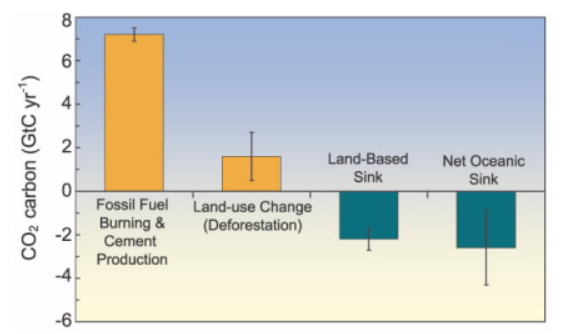 CO₂ carbon (GtC yr⁻¹)
8
6
4
2
0
-2
-4
-6
Fossil Fuel
Burning &
Cement
Production
Land-use Change
(Deforestation)
Land-Based
Sink
Net Oceanic
Sink